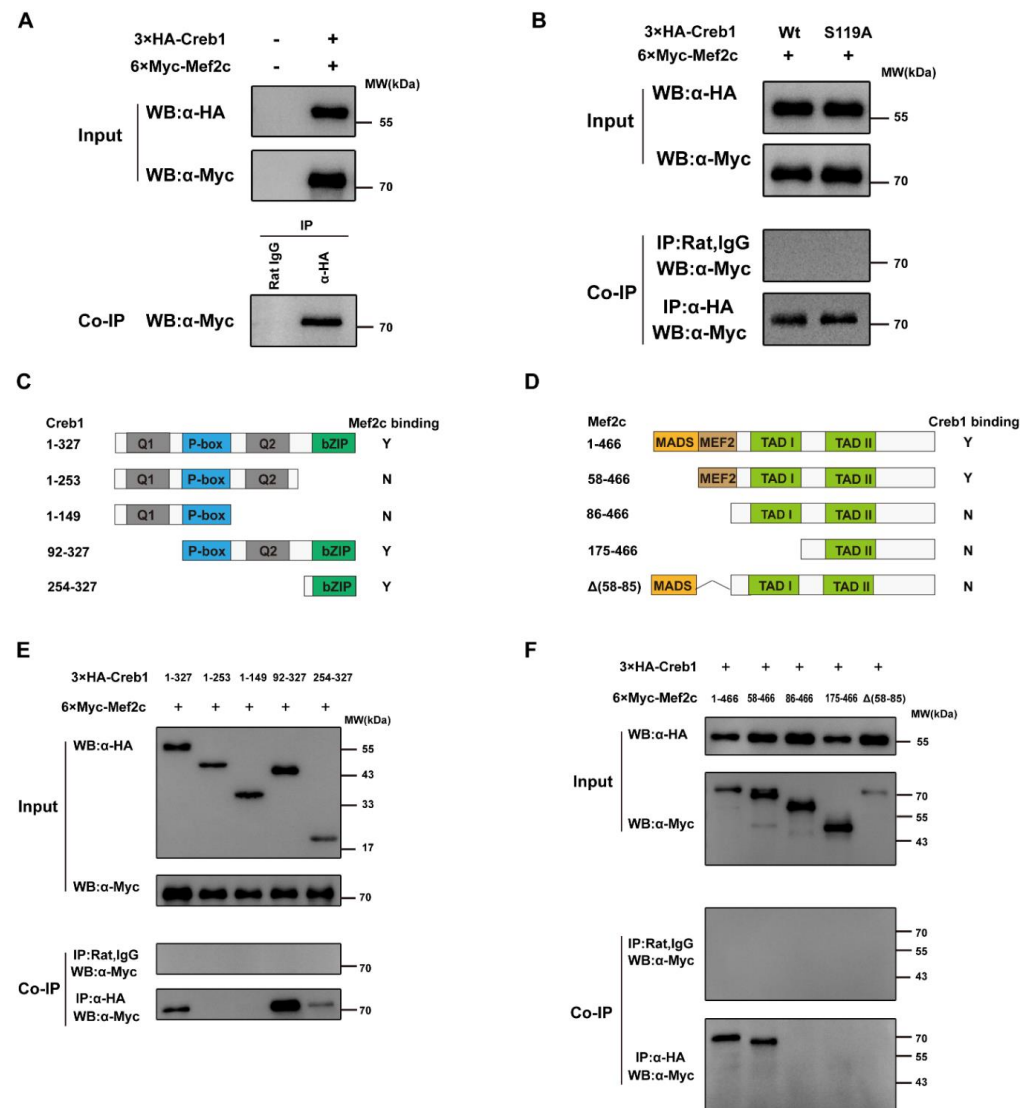 A
3×HA-Creb1 - +
6×Myc-Mef2c - +
MW(kDa)
Input
WB:α-HA
55
WB:α-Myc
70
IP
Rat IgG
α-HA
Co-IP WB:α-Myc
70
B
3×HA-Creb1 Wt S119A
6×Myc-Mef2c + +
MW(kDa)
Input
WB:α-HA
55
WB:α-Myc
70
Co-IP
IP:Rat,IgG
WB:α-Myc
70
IP:α-HA
WB:α-Myc
70
C
Creb1 Mef2c binding
1-327 Q1 P-box Q2 bZIP Y
1-253 Q1 P-box Q2 N
1-149 Q1 P-box N
92-327 P-box Q2 bZIP Y
254-327 bZIP Y
D
Mef2c Creb1 binding
1-466 MADS MEF2 TAD I TAD II Y
58-466 MEF2 TAD I TAD II Y
86-466 TAD I TAD II N
175-466 TAD II N
Δ(58-85) MADS TAD I TAD II N
E
3×HA-Creb1 1-327 1-253 1-149 92-327 254-327
6×Myc-Mef2c + + + + +
MW(kDa)
Input
WB:α-HA
55
43
33
17
WB:α-Myc
70
Co-IP
IP:Rat,IgG
WB:α-Myc
70
IP:α-HA
WB:α-Myc
70
F
3×HA-Creb1 + + + + +
6×Myc-Mef2c 1-466 58-466 86-466 175-466 Δ(58-85)
MW(kDa)
Input
WB:α-HA
55
WB:α-Myc
70
55
43
Co-IP
IP:Rat,IgG
WB:α-Myc
70
55
43
IP:α-HA
WB:α-Myc
70
55
43